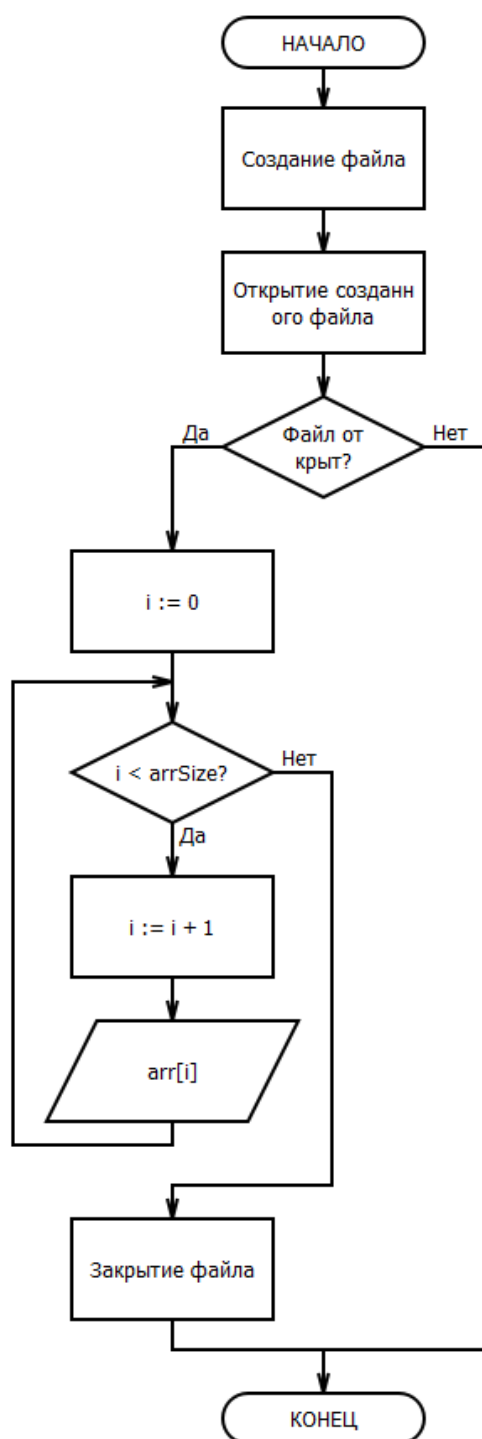 НАЧАЛО
Создание файла
Открытие созданн
ого файла
Да
Файл от
крыт?
Нет
i := 0
i < arrSize?
Нет
Да
i := i + 1
arr[i]
Закрытие файла
КОНЕЦ